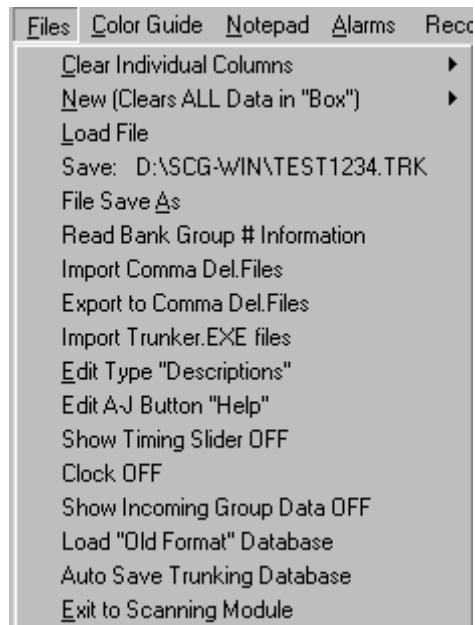 Files Color Guide Notepad Alarms Reco
Clear Individual Columns
New (Clears ALL Data in "Box")
Load File
Save: D:\SCG-WIN\TEST1234.TRK
File Save As
Read Bank Group # Information
Import Comma Del.Files
Export to Comma Del.Files
Import Trunker.EXE files
Edit Type "Descriptions"
Edit A-J Button "Help"
Show Timing Slider OFF
Clock OFF
Show Incoming Group Data OFF
Load "Old Format" Database
Auto Save Trunking Database
Exit to Scanning Module